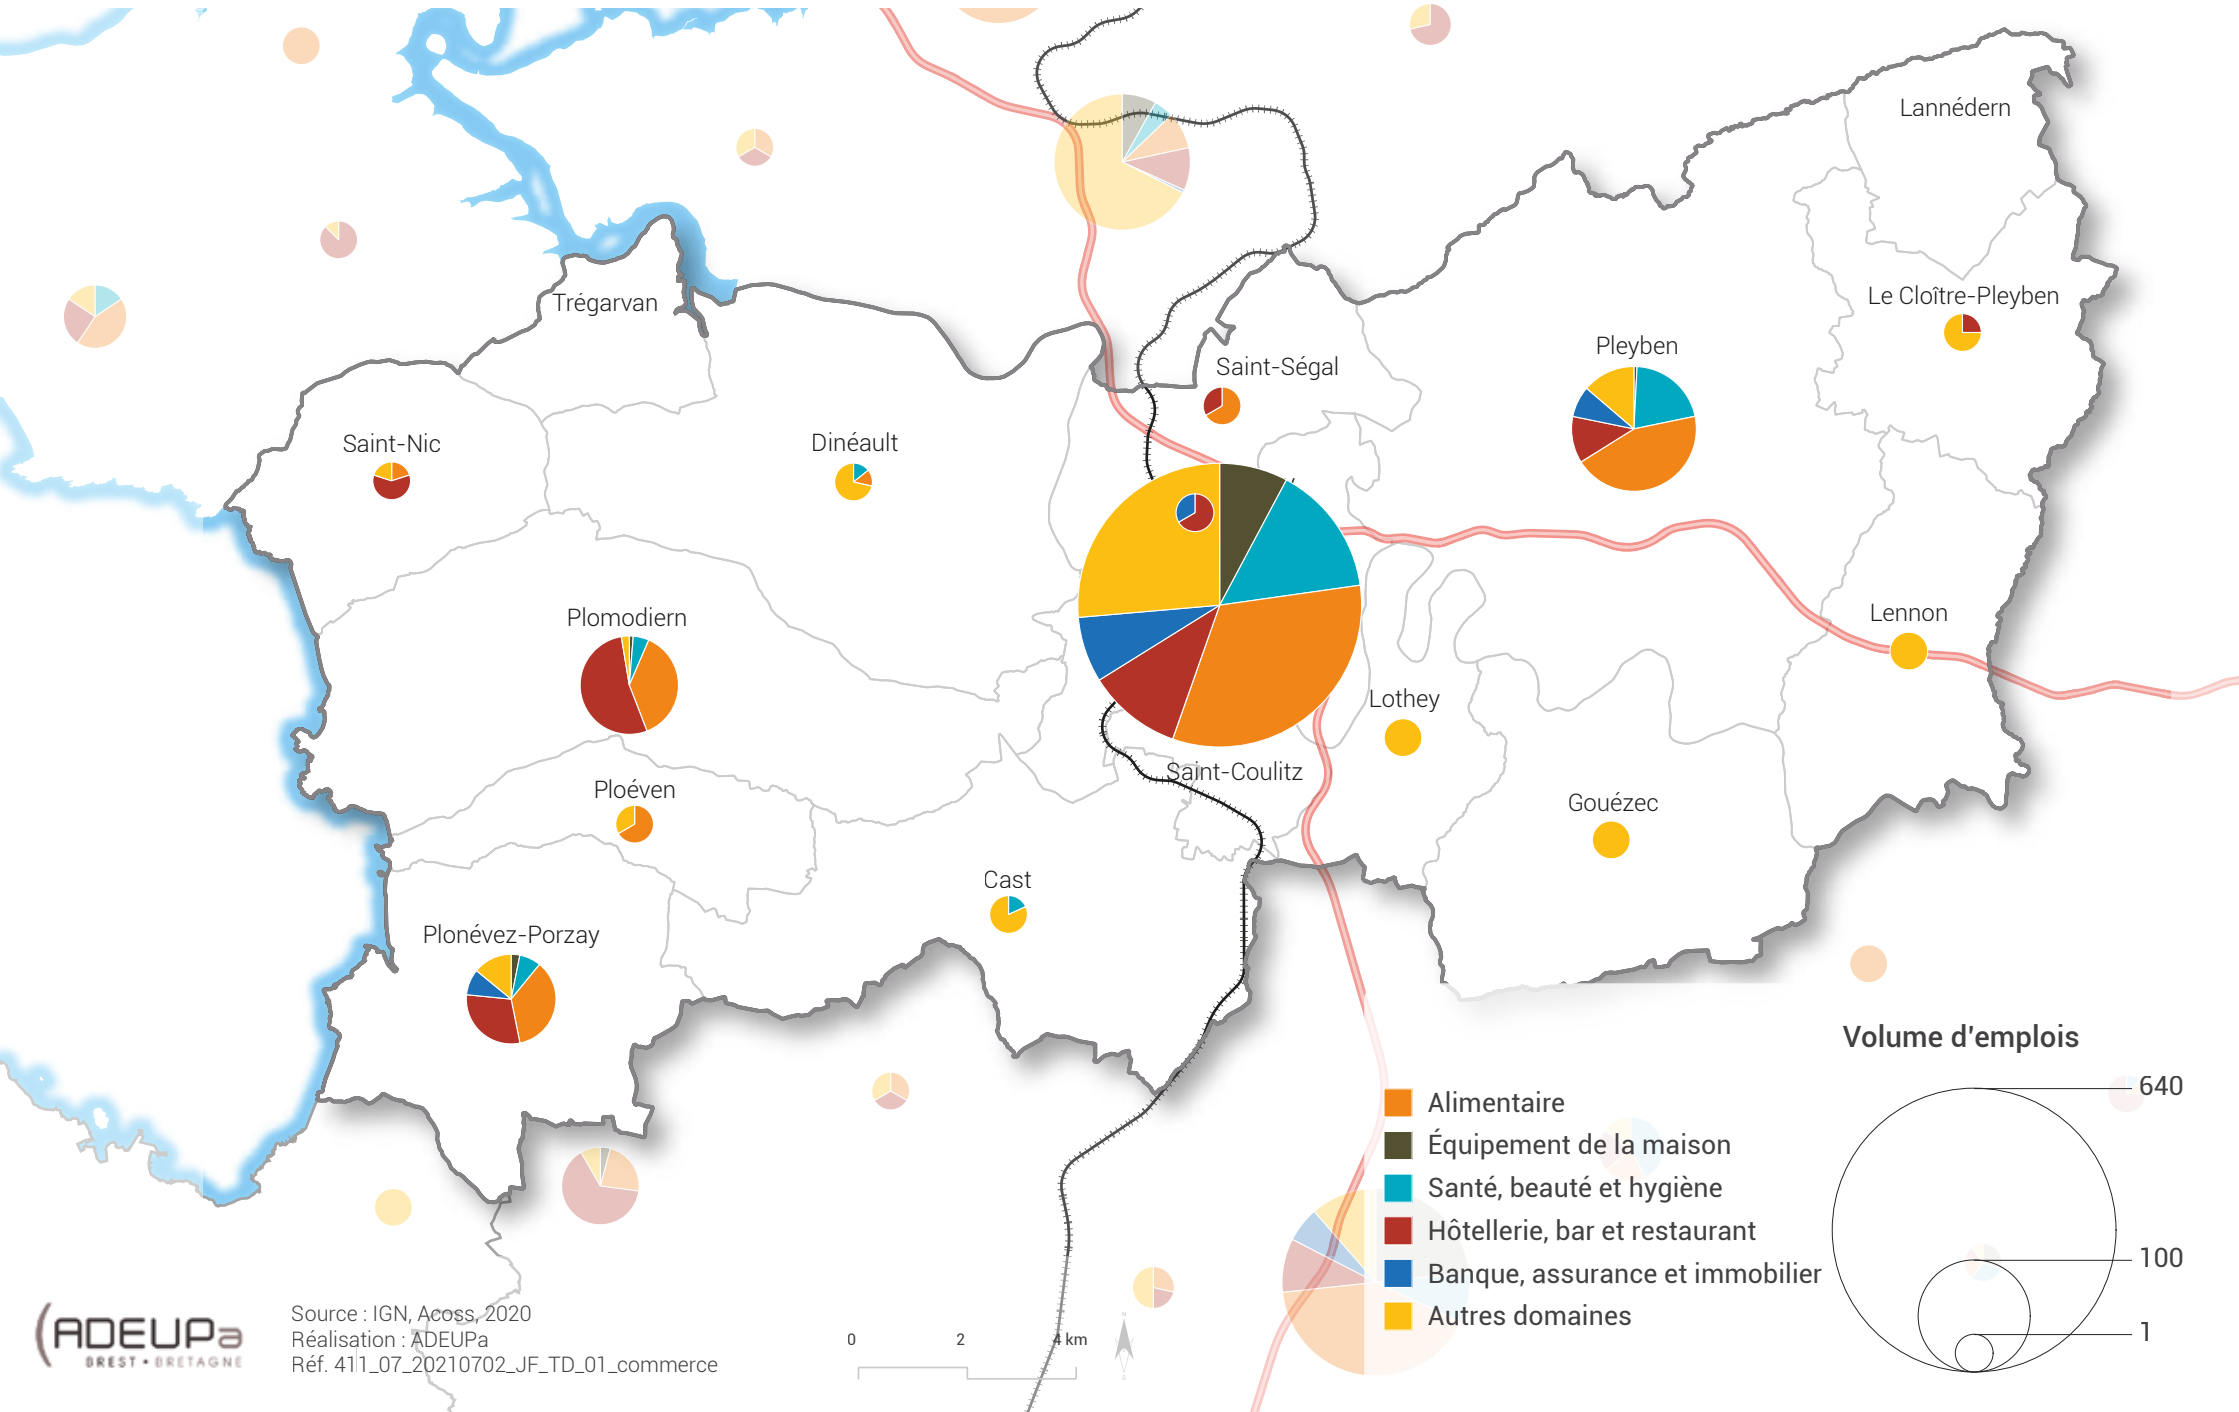 Lannédern
Trégarvan
Le Cloître-Pleyben
Pleyben
Saint-Ségal
Saint-Nic
Dinéault
Plomodiern
Lennon
Lothey
Saint-Coulitz
Ploéven
Gouézec
Cast
Plonévez-Porzay
Volume d'emplois
640
100
1
Alimentaire
Équipement de la maison
Santé, beauté et hygiène
Hôtellerie, bar et restaurant
Banque, assurance et immobilier
Autres domaines
ADEUPa
BREST • BRETAGNE
Source : IGN, Acoss, 2020
Réalisation : ADEUPa
Réf. 411_07_20210702_JF_TD_01_commerce
0 2 4 km
N
S